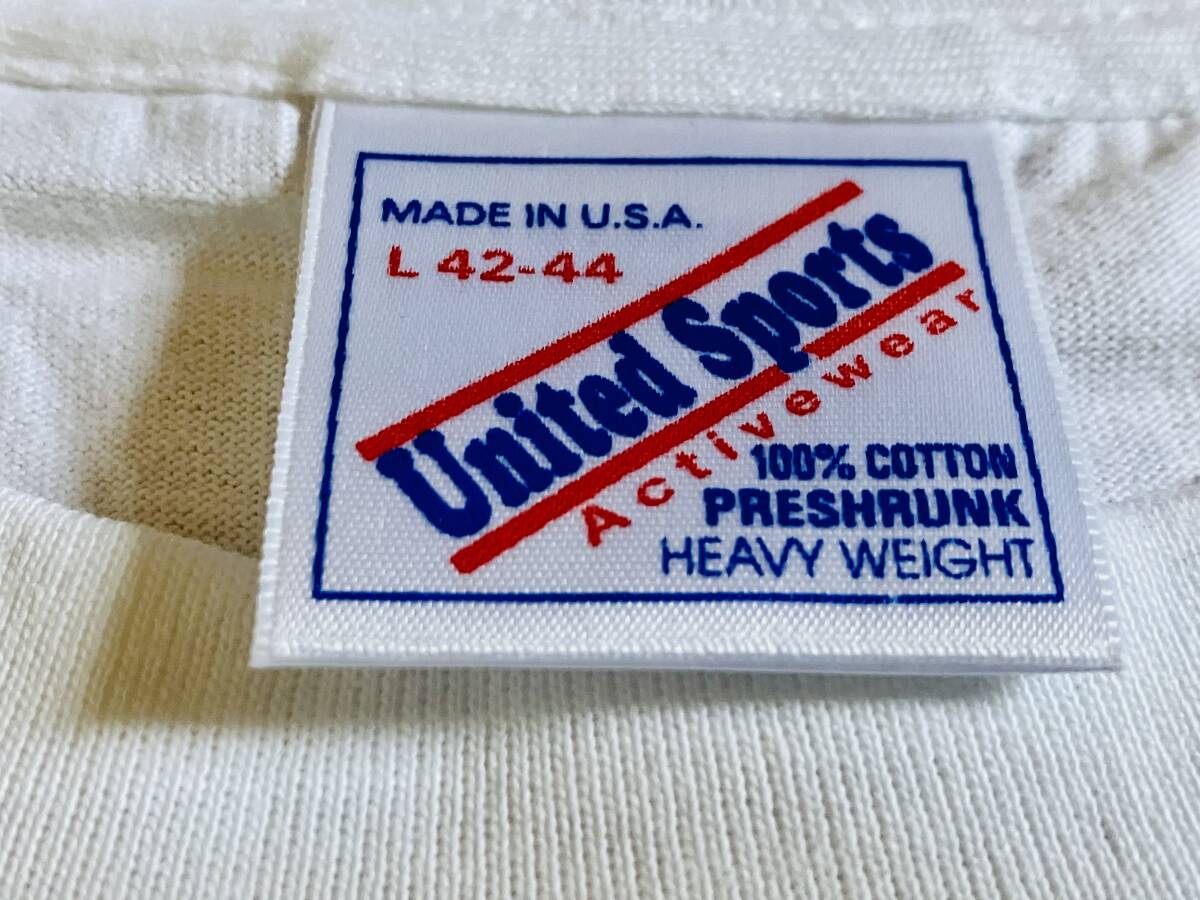 MADE IN U.S.A.
L 42-44
United Sports
Activewear
100% COTTON
PRESHRUNK
HEAVY WEIGHT